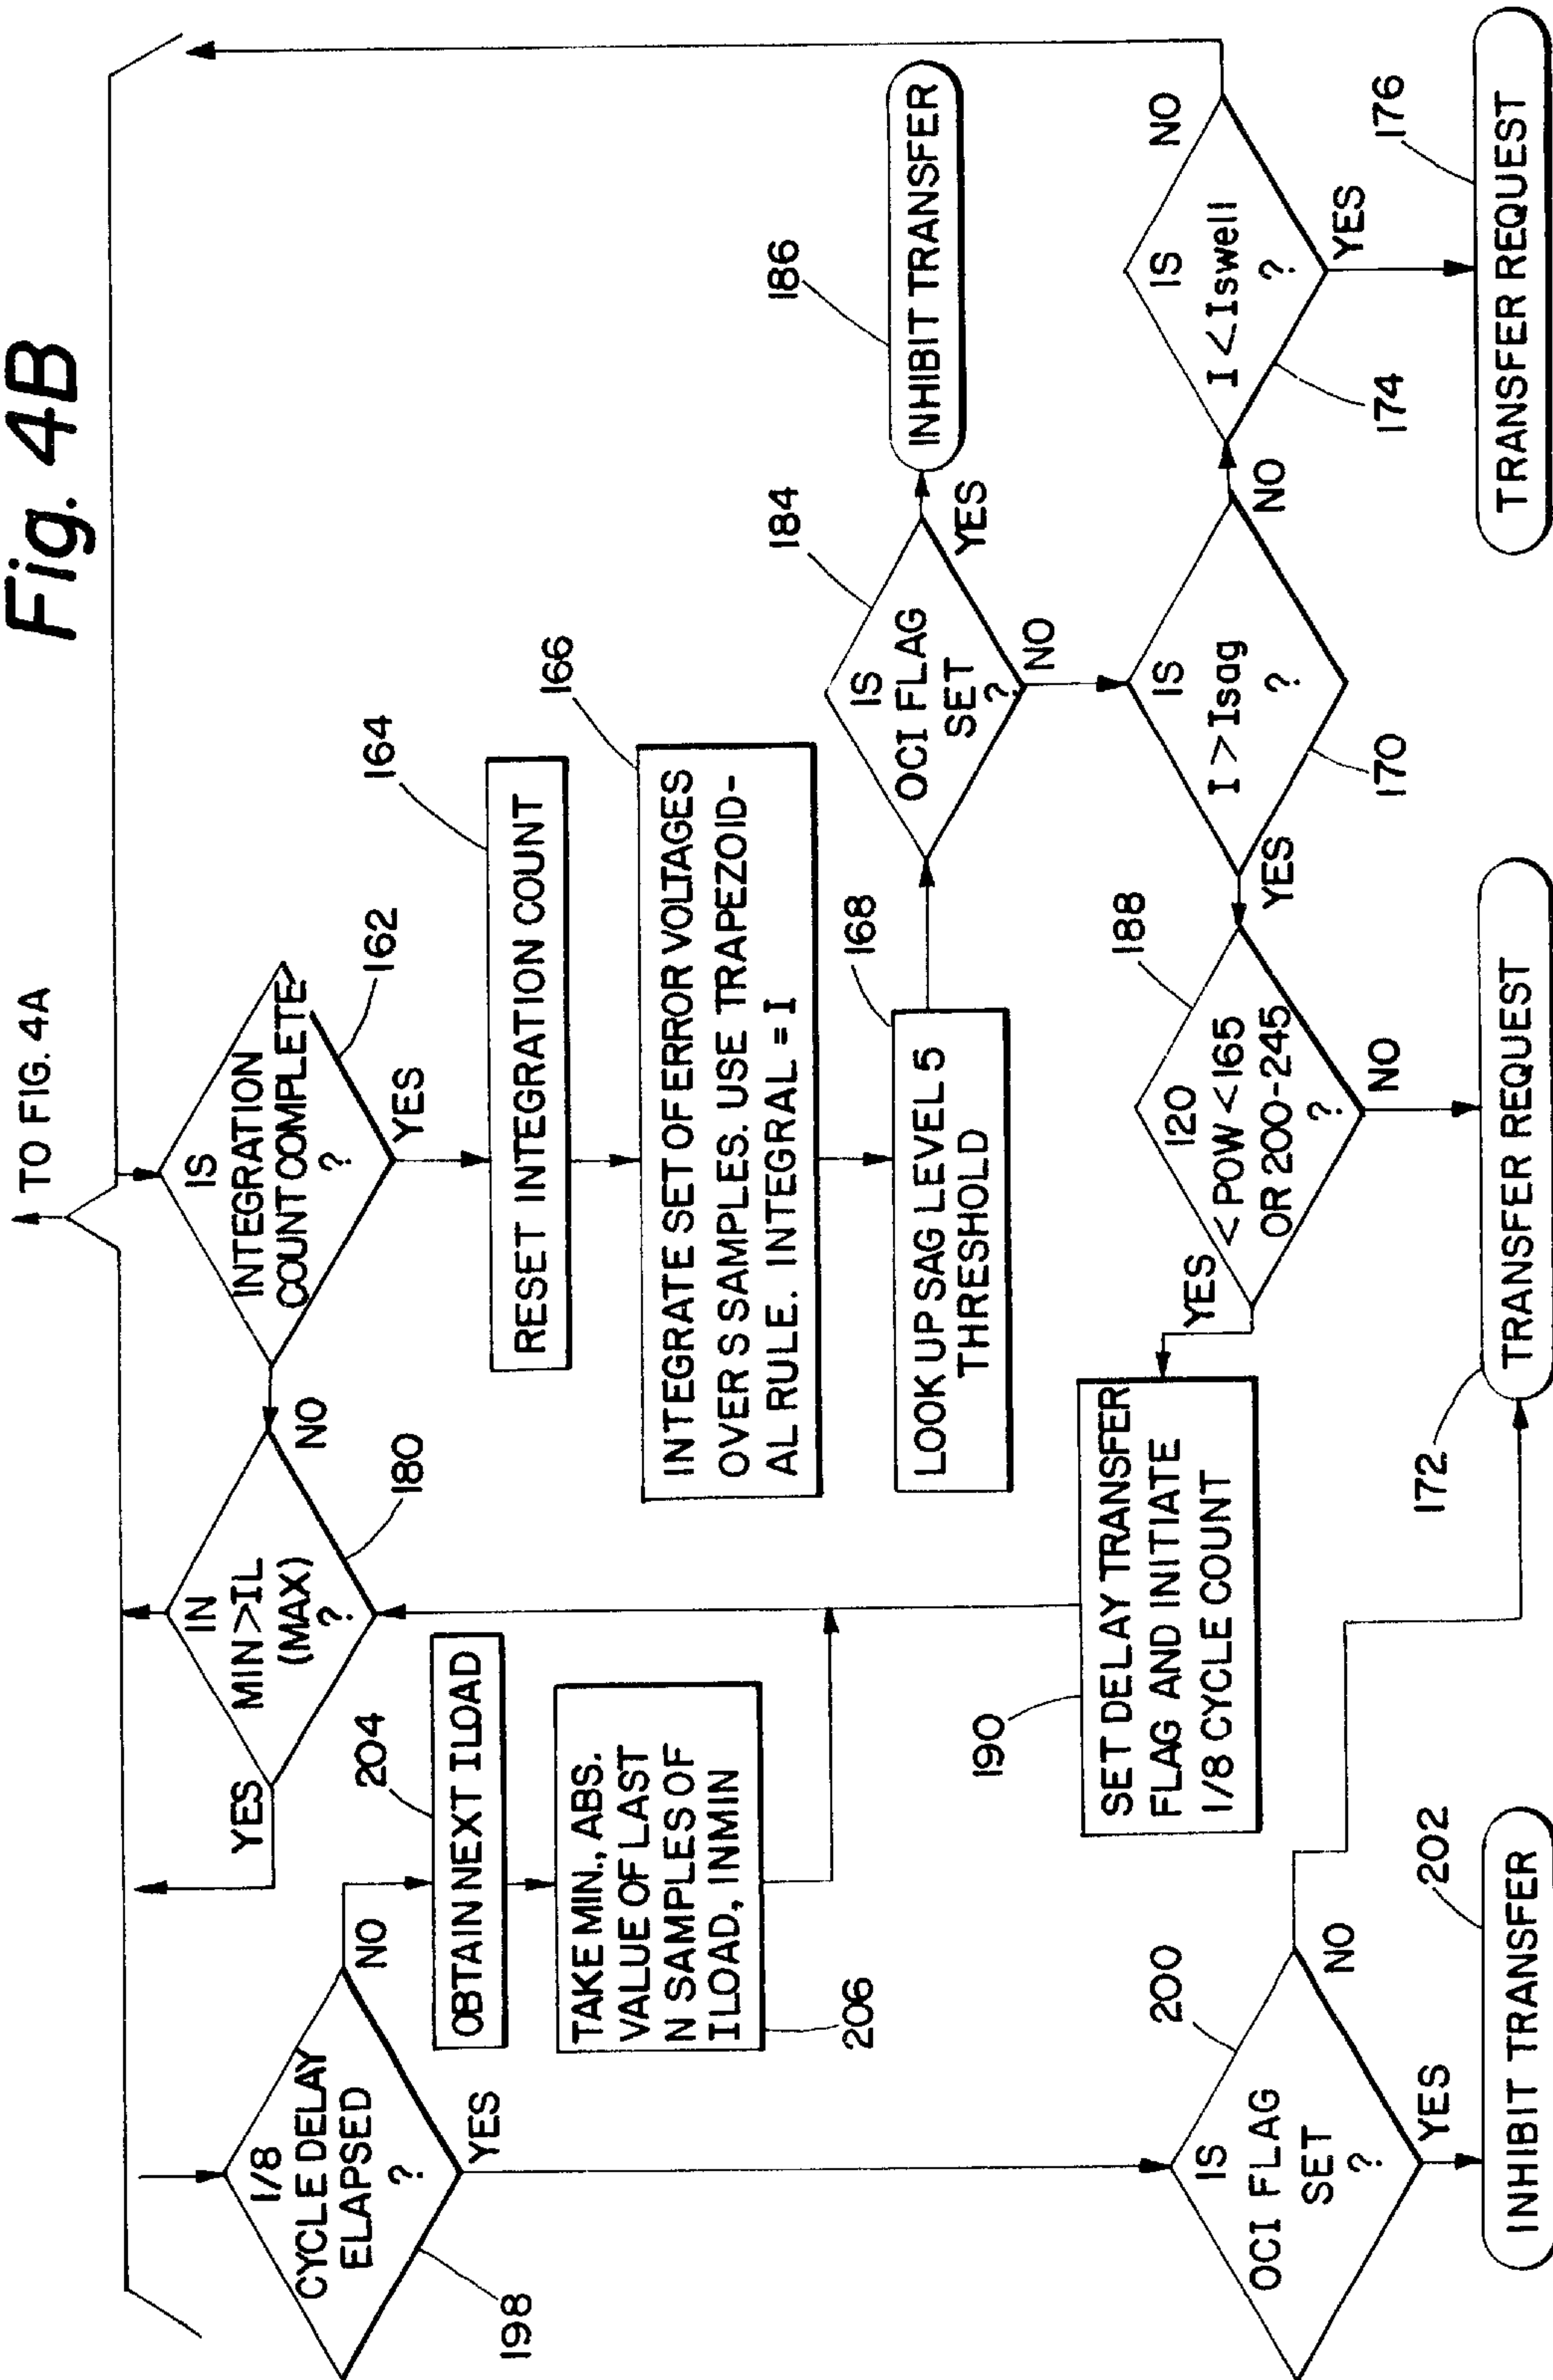 Fig. 4B
TO FIG. 4A
1/8
CYCLE DELAY
ELAPSED
?
198
NO
YES
OBTAIN NEXT ILOAD
204
TAKE MIN., ABS.
VALUE OF LAST
N SAMPLES OF
ILOAD, INMIN
206
IN
MIN>IL
(MAX)
?
180
YES
NO
IS
INTEGRATION
COUNT COMPLETE
?
162
YES
RESET INTEGRATION COUNT
164
INTEGRATE SET OF ERROR VOLTAGES
OVER S SAMPLES. USE TRAPEZOID-
AL RULE. INTEGRAL = I
166
LOOK UP SAG LEVEL 5
THRESHOLD
168
IS
OCI FLAG
SET
?
184
YES
NO
INHIBIT TRANSFER
186
IS
I > Isag
?
170
YES
NO
IS
I < Iswell
?
174
NO
YES
TRANSFER REQUEST
176
120
< POW < 165
OR 200-245
?
188
YES
NO
SET DELAY TRANSFER
FLAG AND INITIATE
1/8 CYCLE COUNT
190
TRANSFER REQUEST
172
IS
OCI FLAG
SET
?
200
NO
YES
INHIBIT TRANSFER
202